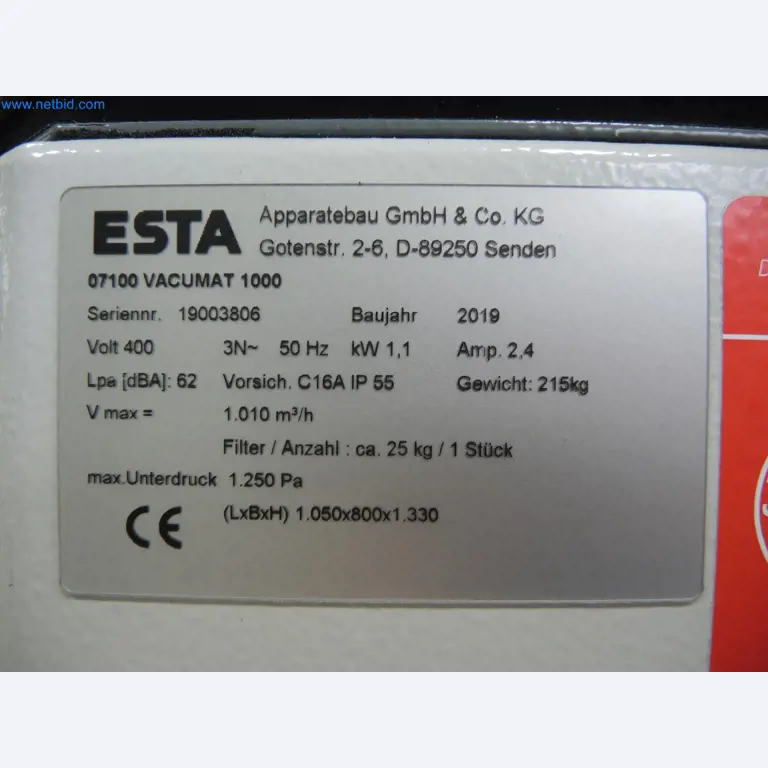 www.netbid.com
ESTA Apparatebau GmbH & Co. KG
Gotenstr. 2-6, D-89250 Senden
07100 VACUMAT 1000
Seriennr. 19003806 Baujahr 2019
Volt 400 3N~ 50 Hz kW 1,1 Amp. 2,4
Lpa [dBA]: 62 Vorsich. C16A IP 55 Gewicht: 215kg
V max = 1.010 m³/h
Filter / Anzahl : ca. 25 kg / 1 Stück
max.Unterdruck 1.250 Pa
CE (LxBxH) 1.050x800x1.330